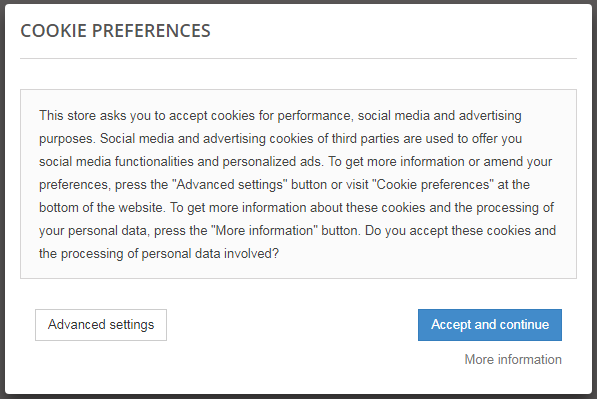 COOKIE PREFERENCES
This store asks you to accept cookies for performance, social media and advertising
purposes. Social media and advertising cookies of third parties are used to offer you
social media functionalities and personalized ads. To get more information or amend your
preferences, press the "Advanced settings" button or visit "Cookie preferences" at the
bottom of the website. To get more information about these cookies and the processing of
your personal data, press the "More information" button. Do you accept these cookies and
the processing of personal data involved?
Advanced settings
Accept and continue
More information